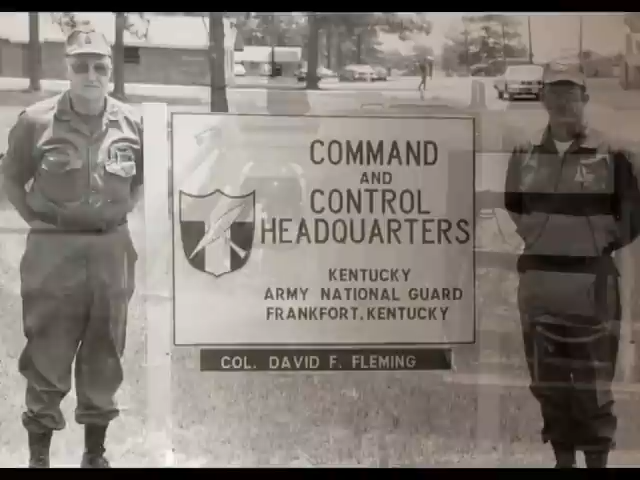 COMMAND
AND
CONTROL
HEADQUARTERS
KENTUCKY
ARMY NATIONAL GUARD
FRANKFORT, KENTUCKY
COL. DAVID F. FLEMING